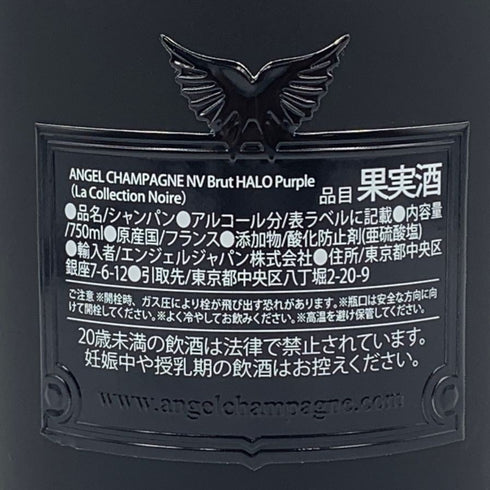 ANGEL CHAMPAGNE NV Brut HALO Purple
(La Collection Noire) 品目 果実酒
●品名/シャンパン●アルコール分/表ラベルに記載●内容量
/750ml●原産国/フランス●添加物/酸化防止剤(亜硫酸塩)
●輸入者/エンジェルジャパン株式会社●住所/東京都中央区
銀座7-6-12●引取先/東京都中央区八丁堀2-20-9
ご注意 ※開栓時、ガス圧により栓が飛び出す恐れがあります。※瓶口は安全な方向に向
けて開栓してください。※よく冷やしてお飲みください。※高温を避け保管してください。
20歳未満の飲酒は法律で禁止されています。
妊娠中や授乳期の飲酒はお控えください。
www.angelchampagne.com